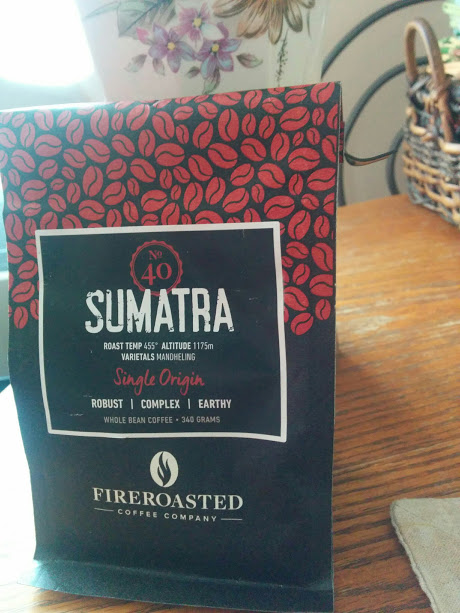 Nº
40
SUMATRA
ROAST TEMP 455° ALTITUDE 1175m
VARIETALS MANDHELING
Single Origin
ROBUST | COMPLEX | EARTHY
WHOLE BEAN COFFEE • 340 GRAMS
FIREROASTED
COFFEE COMPANY